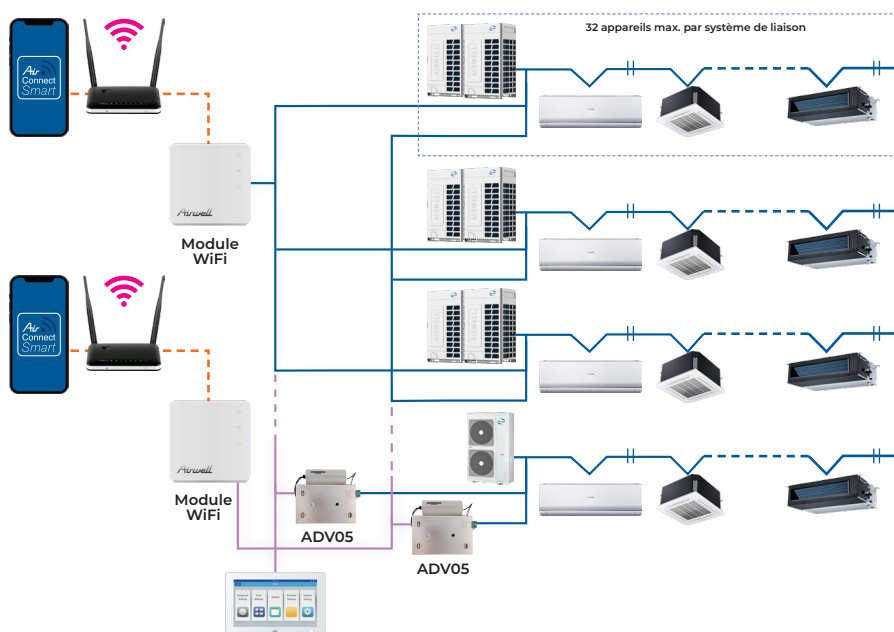 32 appareils max. par système de liaison
Air
Connect
Smart
Airwell
Module
WiFi
Air
Connect
Smart
Airwell
Module
WiFi
ADV05
ADV05